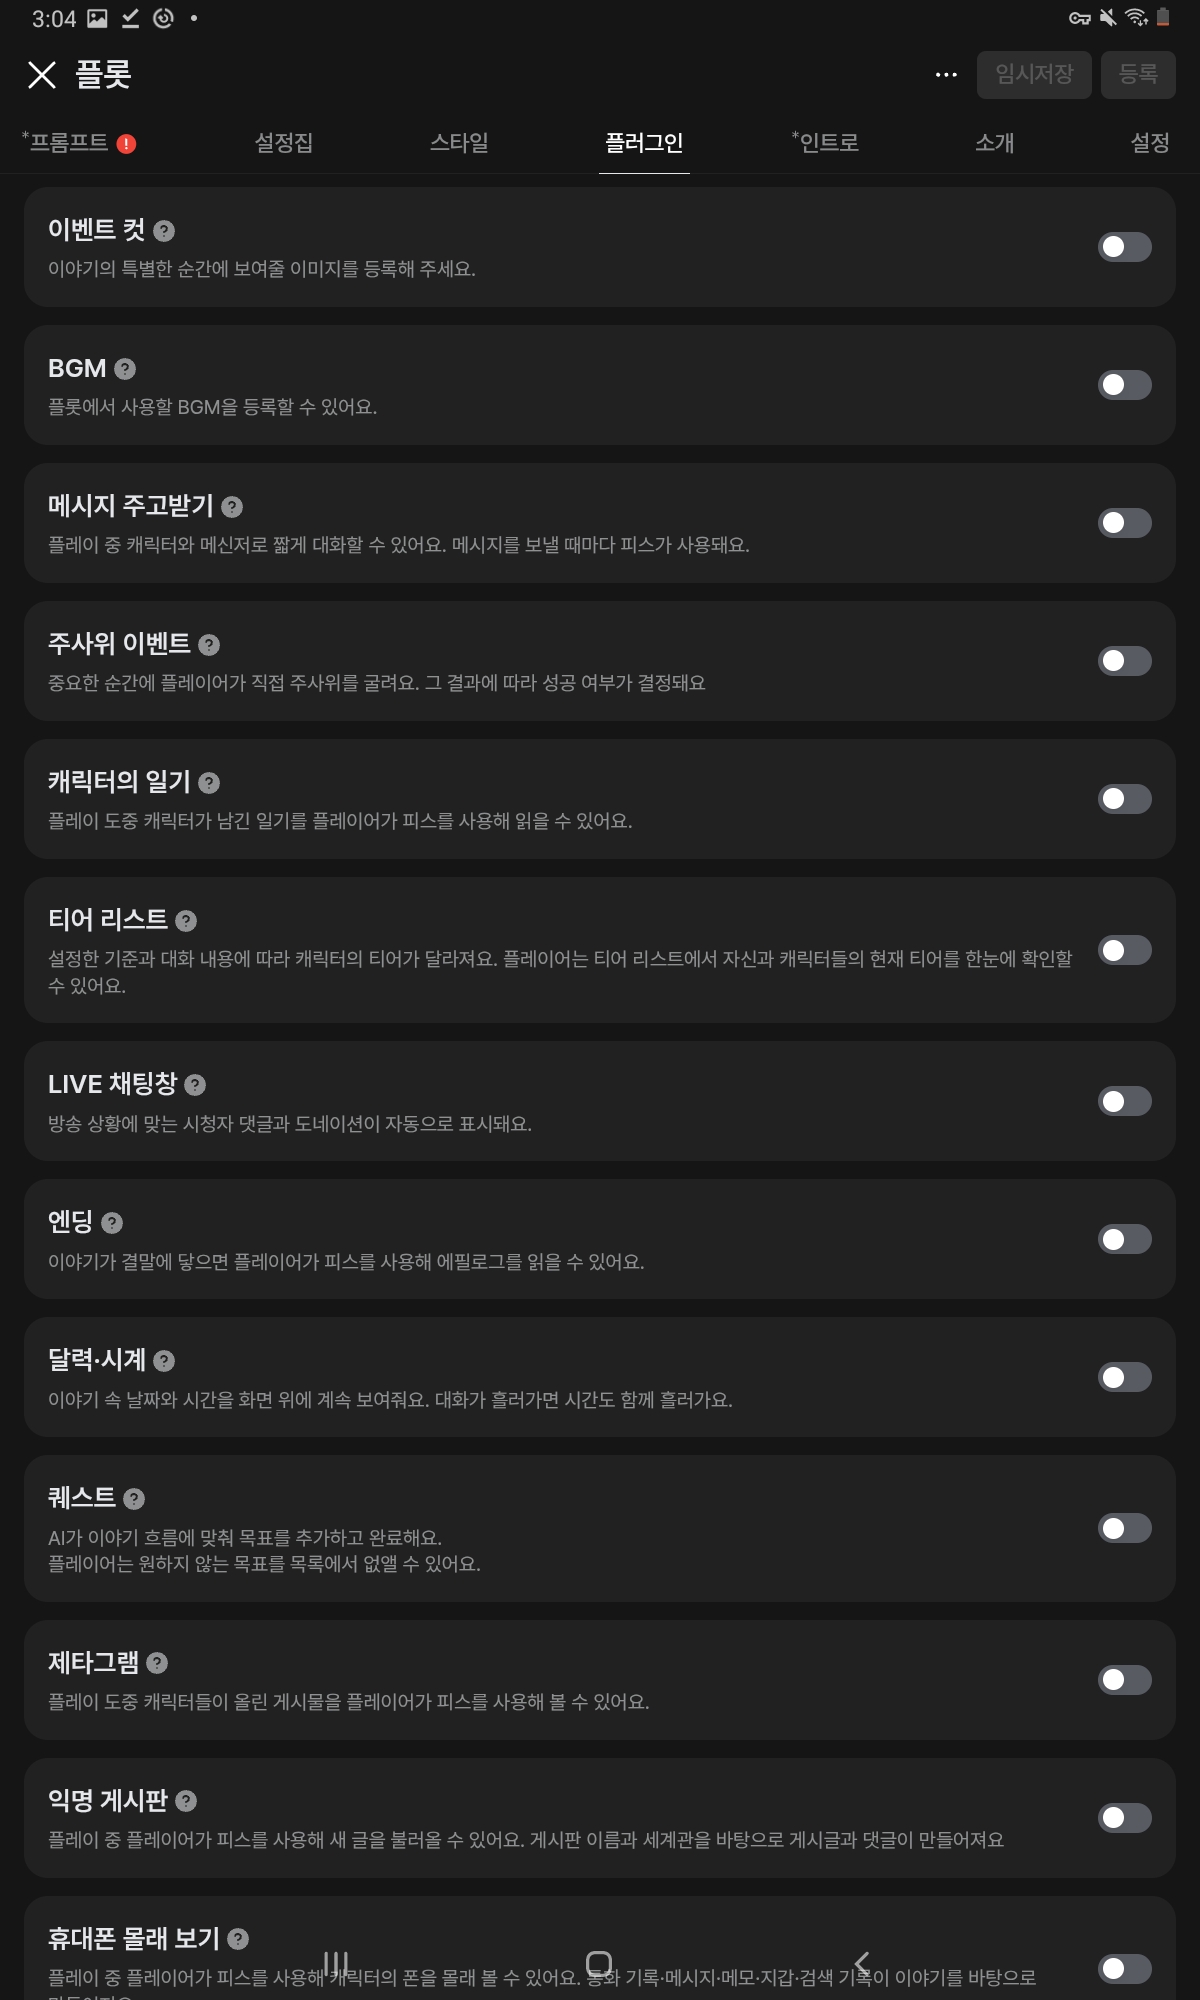 3:04
플롯
임시저장
등록
*프롬프트
설정집
스타일
플러그인
*인트로
소개
설정
이벤트 컷
이야기의 특별한 순간에 보여줄 이미지를 등록해 주세요.
BGM
플롯에서 사용할 BGM을 등록할 수 있어요.
메시지 주고받기
플레이 중 캐릭터와 메신저로 짧게 대화할 수 있어요. 메시지를 보낼 때마다 피스가 사용돼요.
주사위 이벤트
중요한 순간에 플레이어가 직접 주사위를 굴려요. 그 결과에 따라 성공 여부가 결정돼요
캐릭터의 일기
플레이 도중 캐릭터가 남긴 일기를 플레이어가 피스를 사용해 읽을 수 있어요.
티어 리스트
설정한 기준과 대화 내용에 따라 캐릭터의 티어가 달라져요. 플레이어는 티어 리스트에서 자신과 캐릭터들의 현재 티어를 한눈에 확인할
수 있어요.
LIVE 채팅창
방송 상황에 맞는 시청자 댓글과 도네이션이 자동으로 표시돼요.
엔딩
이야기가 결말에 닿으면 플레이어가 피스를 사용해 에필로그를 읽을 수 있어요.
달력·시계
이야기 속 날짜와 시간을 화면 위에 계속 보여줘요. 대화가 흘러가면 시간도 함께 흘러가요.
퀘스트
AI가 이야기 흐름에 맞춰 목표를 추가하고 완료해요.
플레이어는 원하지 않는 목표를 목록에서 없앨 수 있어요.
제타그램
플레이 도중 캐릭터들이 올린 게시물을 플레이어가 피스를 사용해 볼 수 있어요.
익명 게시판
플레이 중 플레이어가 피스를 사용해 새 글을 불러올 수 있어요. 게시판 이름과 세계관을 바탕으로 게시글과 댓글이 만들어져요
휴대폰 몰래 보기
플레이 중 플레이어가 피스를 사용해 캐릭터의 폰을 몰래 볼 수 있어요. 통화 기록·메시지·메모·지갑·검색 기록이 이야기를 바탕으로